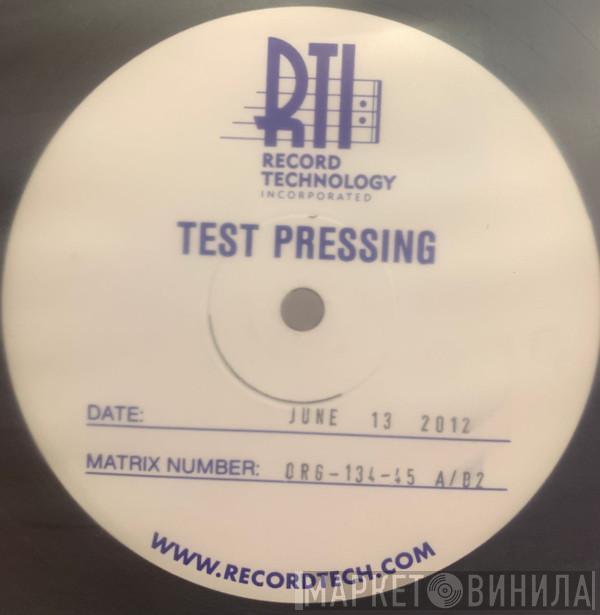 RTI
RECORD
TECHNOLOGY
INCORPORATED
TEST PRESSING
DATE: JUNE 13 2012
MATRIX NUMBER: ORG-134-45 A/B2
WWW.RECORDTECH.COM
МАРКЕТ ВИНИЛА